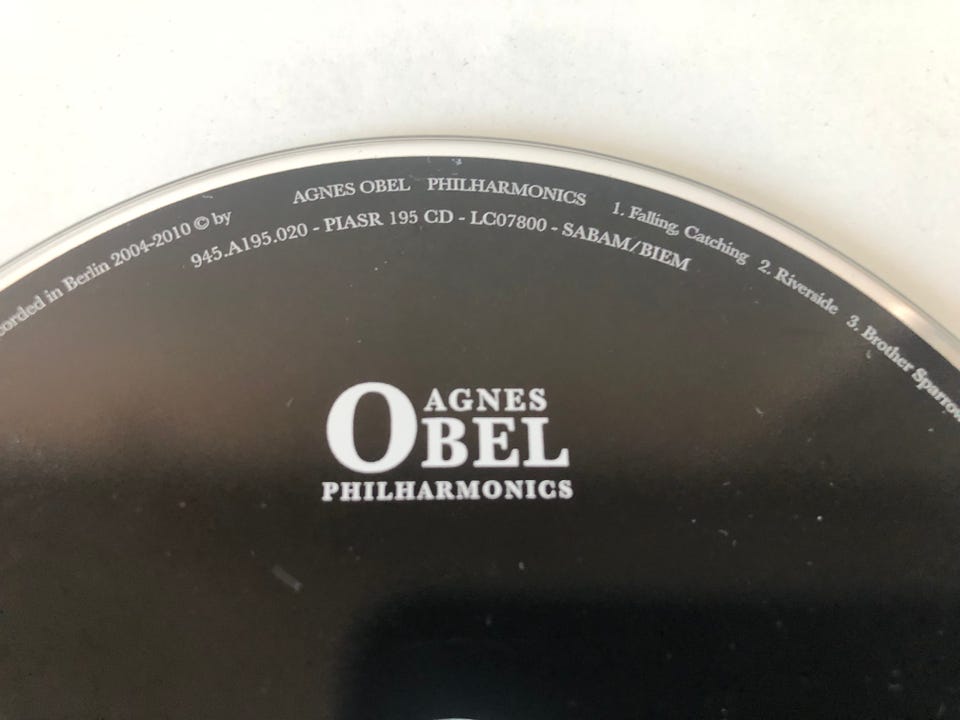 AGNES OBEL PHILHARMONICS 1. Falling, Catching 2. Riverside 3. Brother Sparrow
in Berlin 2004-2010 © by
945.A195.020 - PIASR 195 CD - LC07800 - SABAM/BIEM
AGNES
OBEL
PHILHARMONICS